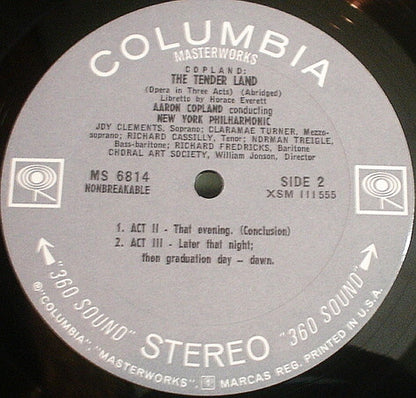 COLUMBIA
MASTERWORKS
COPLAND:
THE TENDER LAND
(Opera in Three Acts) (Abridged)
Libretto by Horace Everett
AARON COPLAND conducting
NEW YORK PHILHARMONIC
JOY CLEMENTS, Soprano; CLARAMAE TURNER, Mezzo-
soprano; RICHARD CASSILLY, Tenor; NORMAN TREIGLE,
Bass-baritone; RICHARD FREDRICKS, Baritone
CHORAL ART SOCIETY, William Jonson, Director
MS 6814
NONBREAKABLE
SIDE 2
XSM 111555
1. ACT II - That evening. (Conclusion)
2. ACT III - Later that night;
then graduation day - dawn.
"360 SOUND" STEREO "360 SOUND"
℗"COLUMBIA", "MASTERWORKS", MARCAS REG. PRINTED IN U.S.A.